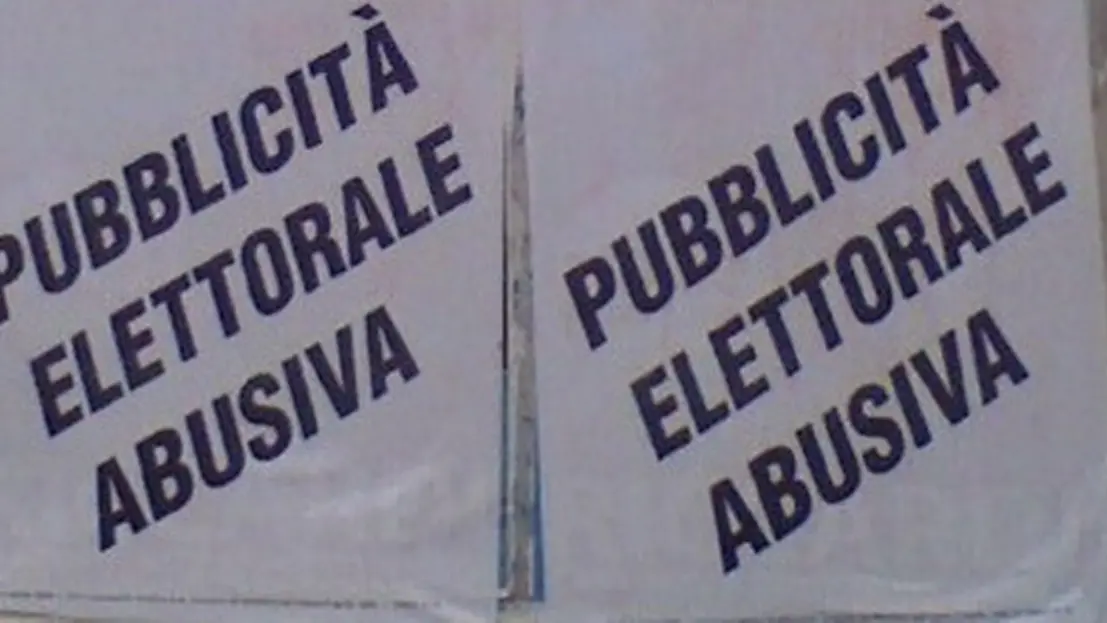 PUBBLICITÀ
ELETTORALE
ABUSIVA
PUBBLICITÀ
ELETTORALE
ABUSIVA